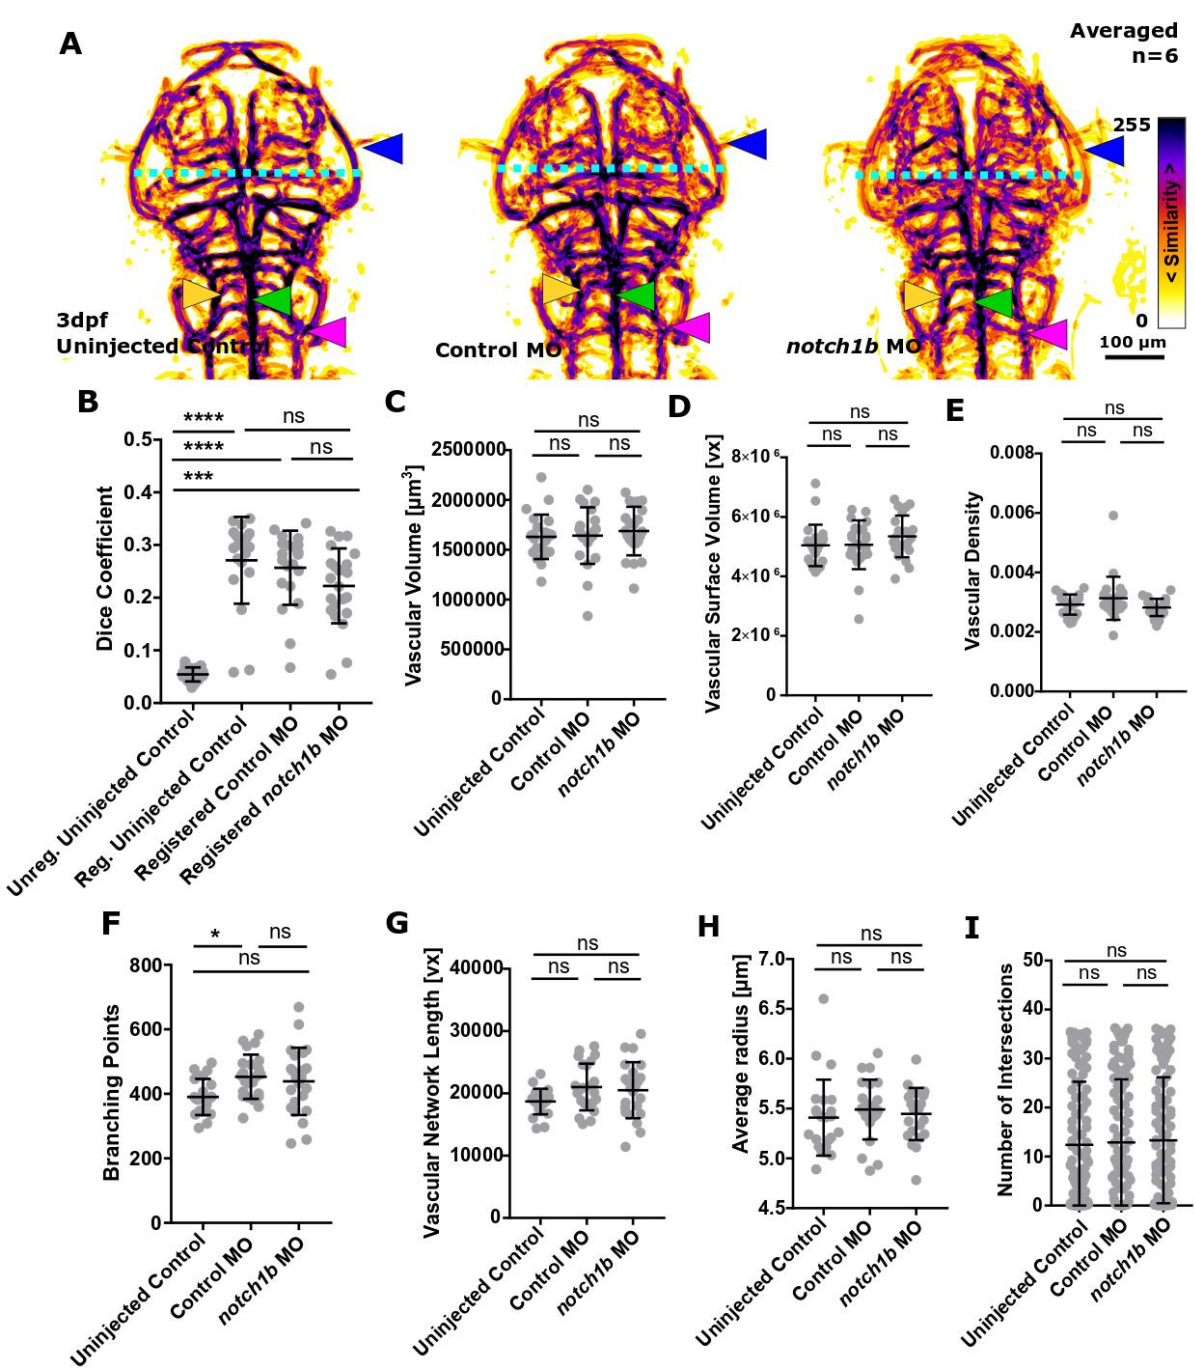 A
Averaged
n=6
255
< Similarity >
0
100 µm
3dpf
Uninjected Control
Control MO
notch1b MO
B
****
ns
****
ns
***
Dice Coefficient
0.5
0.4
0.3
0.2
0.1
0.0
Unreg. Uninjected Control
Reg. Uninjected Control
Registered Control MO
Registered notch1b MO
C
ns
ns
ns
Vascular Volume [µm³]
2500000
2000000
1500000
1000000
500000
0
Uninjected Control
Control MO
notch1b MO
D
ns
ns
ns
Vascular Surface Volume [vx]
8×10⁶
6×10⁶
4×10⁶
2×10⁶
0
Uninjected Control
Control MO
notch1b MO
E
ns
ns
ns
Vascular Density
0.008
0.006
0.004
0.002
0.000
Uninjected Control
Control MO
notch1b MO
F
*
ns
ns
Branching Points
800
600
400
200
0
Uninjected Control
Control MO
notch1b MO
G
ns
ns
ns
Vascular Network Length [vx]
40000
30000
20000
10000
0
Uninjected Control
Control MO
notch1b MO
H
ns
ns
ns
Average radius [µm]
7.0
6.5
6.0
5.5
5.0
4.5
Uninjected Control
Control MO
notch1b MO
I
ns
ns
ns
Number of Intersections
50
40
30
20
10
0
Uninjected Control
Control MO
notch1b MO